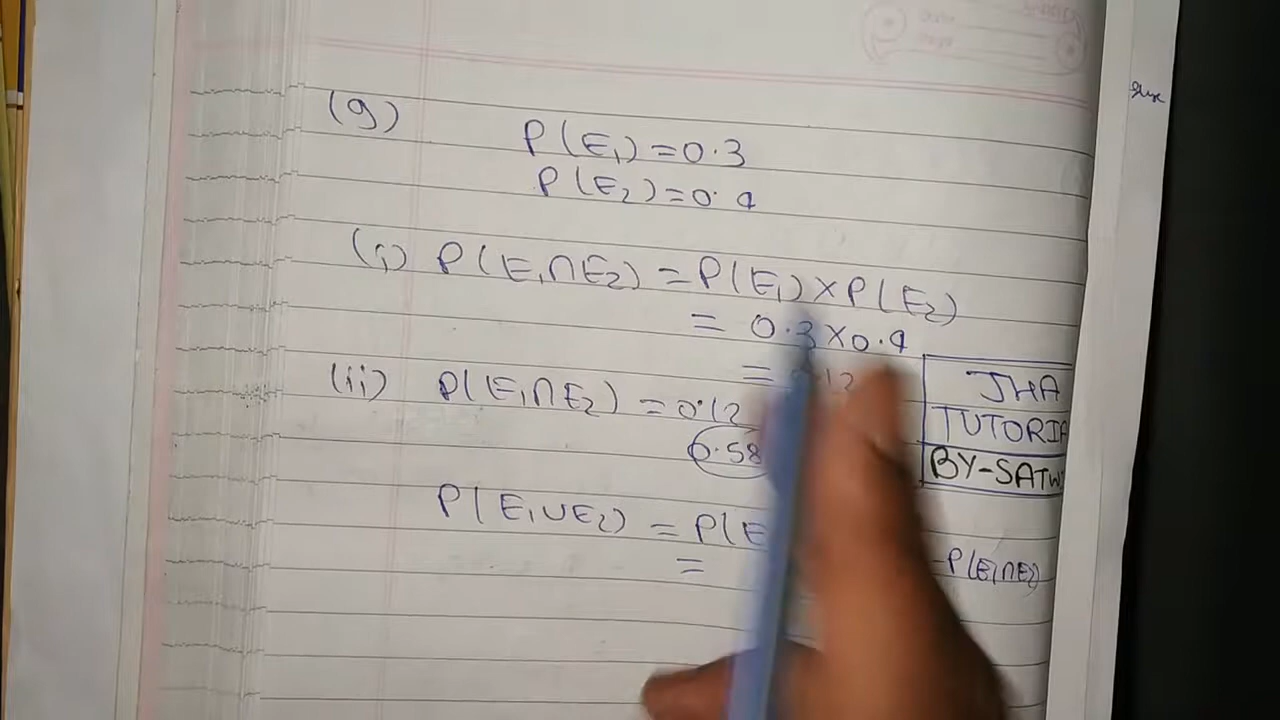 (g)
P(E₁)=0.3
P(E₂)=0.4
(i) P(E₁∩E₂) =P(E₁)×P(E₂)
= 0.3×0.4
=
(ii) P(E₁∩E₂) =0.12
0.58
P(E₁∪E₂) = P(E -P(E₁∩E₂)
=
JHA
TUTORIA
BY-SATW